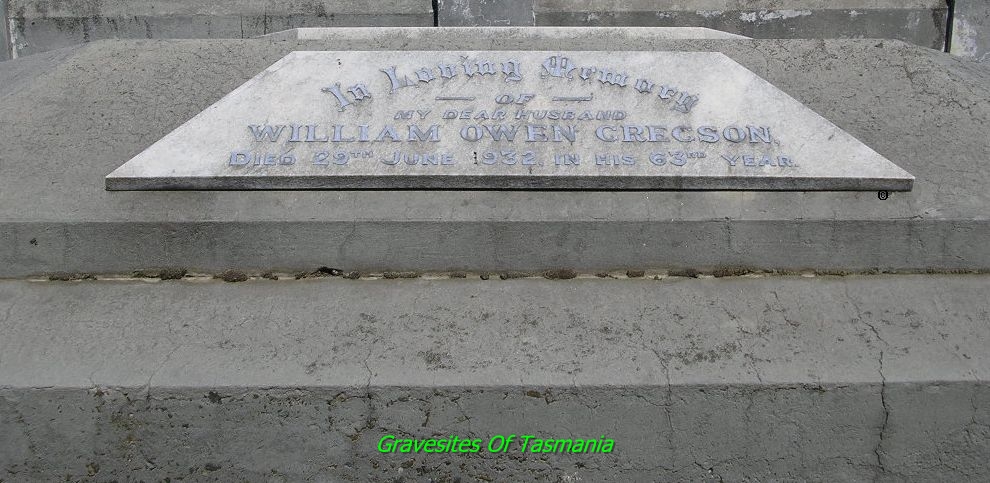 In Loving Memory
OF
MY DEAR HUSBAND
WILLIAM OWEN CRECSON,
DIED 29TH JUNE 1932, IN HIS 63RD YEAR.
©
Gravesites Of Tasmania